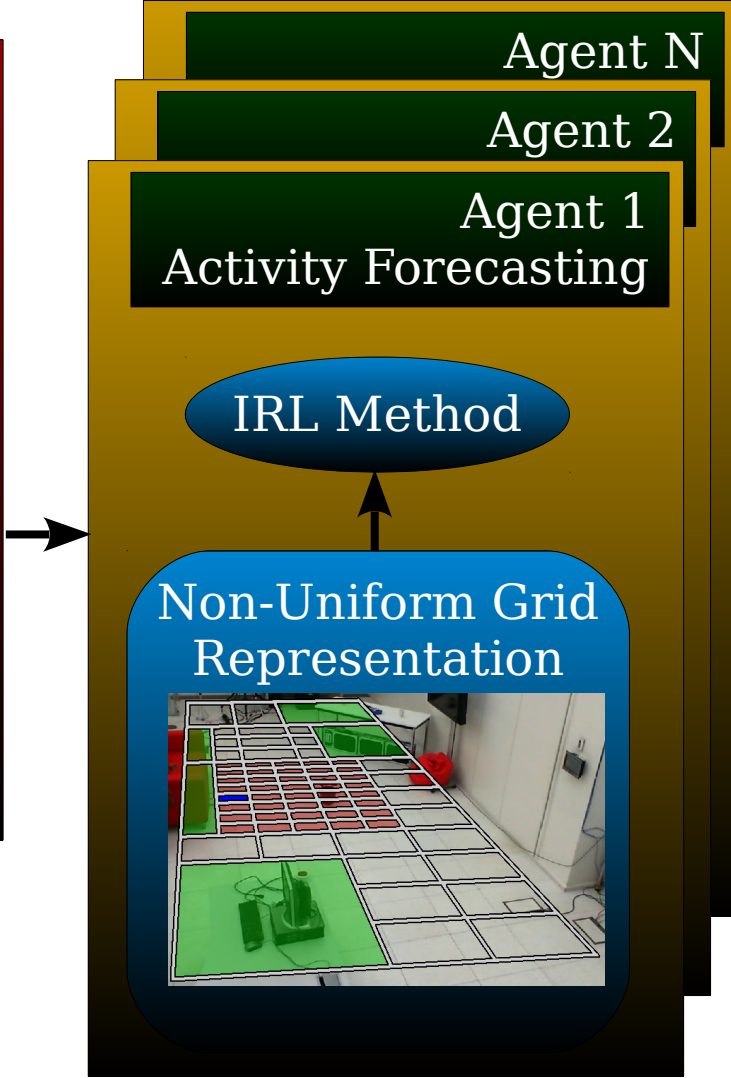 Agent N
Agent 2
Agent 1
Activity Forecasting
IRL Method
Non-Uniform Grid
Representation